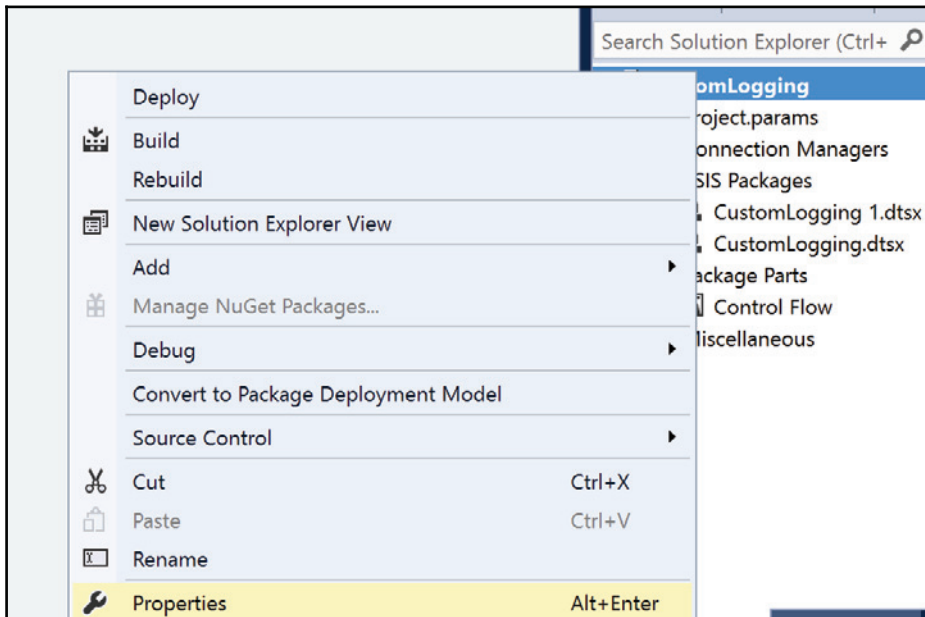 Search Solution Explorer (Ctrl+
omLogging
Deploy
roject.params
Build
onnection Managers
Rebuild
SIS Packages
New Solution Explorer View
CustomLogging 1.dtsx
CustomLogging.dtsx
Add
ackage Parts
Manage NuGet Packages...
Control Flow
Debug
iscellaneous
Convert to Package Deployment Model
Source Control
Cut Ctrl+X
Paste Ctrl+V
Rename
Properties Alt+Enter